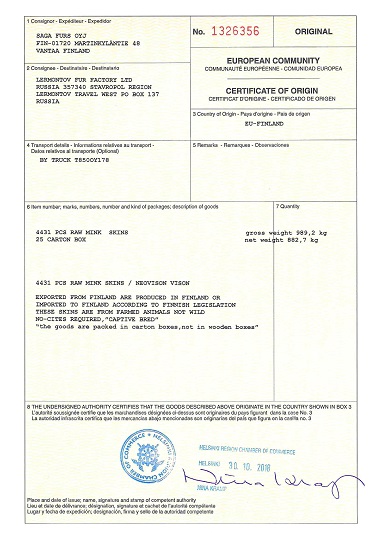 1 Consignor - Expéditeur - Expedidor
SAGA FURS OYJ
FIN-01720 MARTINKYLÄNTIE 48
VANTAA FINLAND
No. 1326356
ORIGINAL
EUROPEAN COMMUNITY
COMMUNAUTÉ EUROPÉENNE - COMUNIDAD EUROPEA
2 Consignee - Destinataire - Destinatario
LERMONTOV FUR FACTORY LTD
RUSSIA 357340 STAVROPOL REGION
LERMONTOV TRAVEL WEST PO BOX 137
RUSSIA
CERTIFICATE OF ORIGIN
CERTIFICAT D'ORIGINE - CERTIFICADO DE ORIGEN
3 Country of Origin - Pays d'origine - País de origen
EU-FINLAND
4 Transport details - Informations relatives au transport -
Datos relativos al transporte (Optional)
BY TRUCK T850OY178
5 Remarks - Remarques - Observaciones
6 Item number; marks, numbers, number and kind of packages; description of goods
7 Quantity
4431 PCS RAW MINK SKINS
25 CARTON BOX
gross weight 989,2 kg
net weight 882,7 kg
4431 PCS RAW MINK SKINS / NEOVISON VISON
EXPORTED FROM FINLAND ARE PRODUCED IN FINLAND OR
IMPORTED TO FINLAND ACCORDING TO FINNISH LEGISLATION
THESE SKINS ARE FROM FARMED ANIMALS NOT WILD
NO-CITES REQUIRED,"CAPTIVE BRED"
"the goods are packed in carton boxes,not in wooden boxes"
8 THE UNDERSIGNED AUTHORITY CERTIFIES THAT THE GOODS DESCRIBED ABOVE ORIGINATE IN THE COUNTRY SHOWN IN BOX 3
L'autorité soussignée certifie que les marchandises désignées ci-dessus sont originaires du pays figurant dans la case No. 3
La autoridad infrascrita certifica que las mercancías abajo mencionadas son originarias del país que figura en la casilla no. 3
HELSINKI REGION CHAMBER OF COMMERCE
HELSINKI 30. 10. 2018
Place and date of issue; name, signature and stamp of competent authority
Lieu et date de délivrance; désignation, signature et cachet de l'autorité compétente
Lugar y fecha de expedición; designación, firma y selle de la autoridad competente